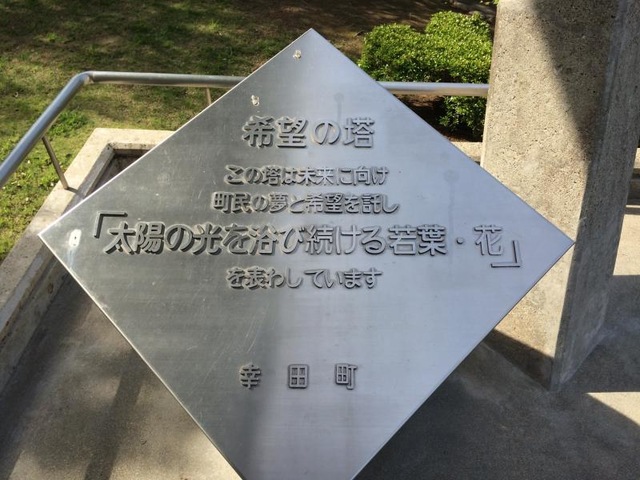 希望の塔
この塔は未来に向け
町民の夢と希望を託し
「太陽の光を浴び続ける若葉・花」
を表わしています
幸田町